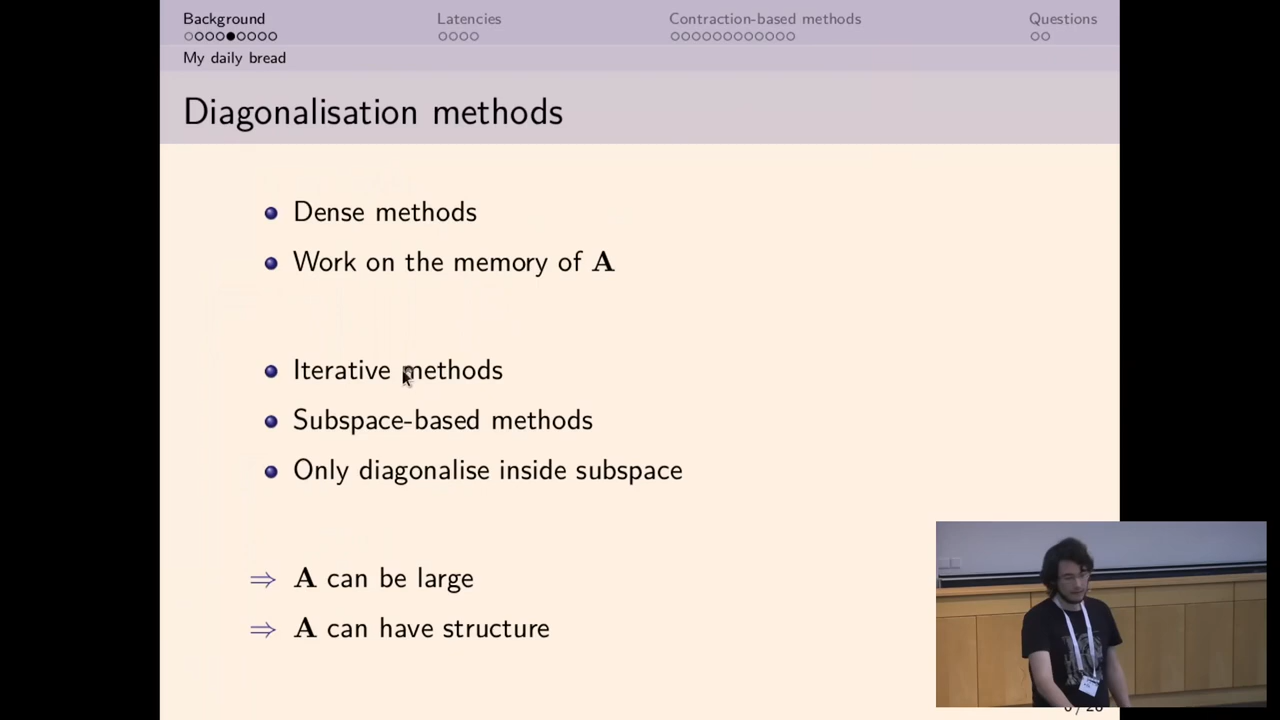 Background Latencies Contraction-based methods Questions
My daily bread
Diagonalisation methods
Dense methods
Work on the memory of A
Iterative methods
Subspace-based methods
Only diagonalise inside subspace
⇒ A can be large
⇒ A can have structure